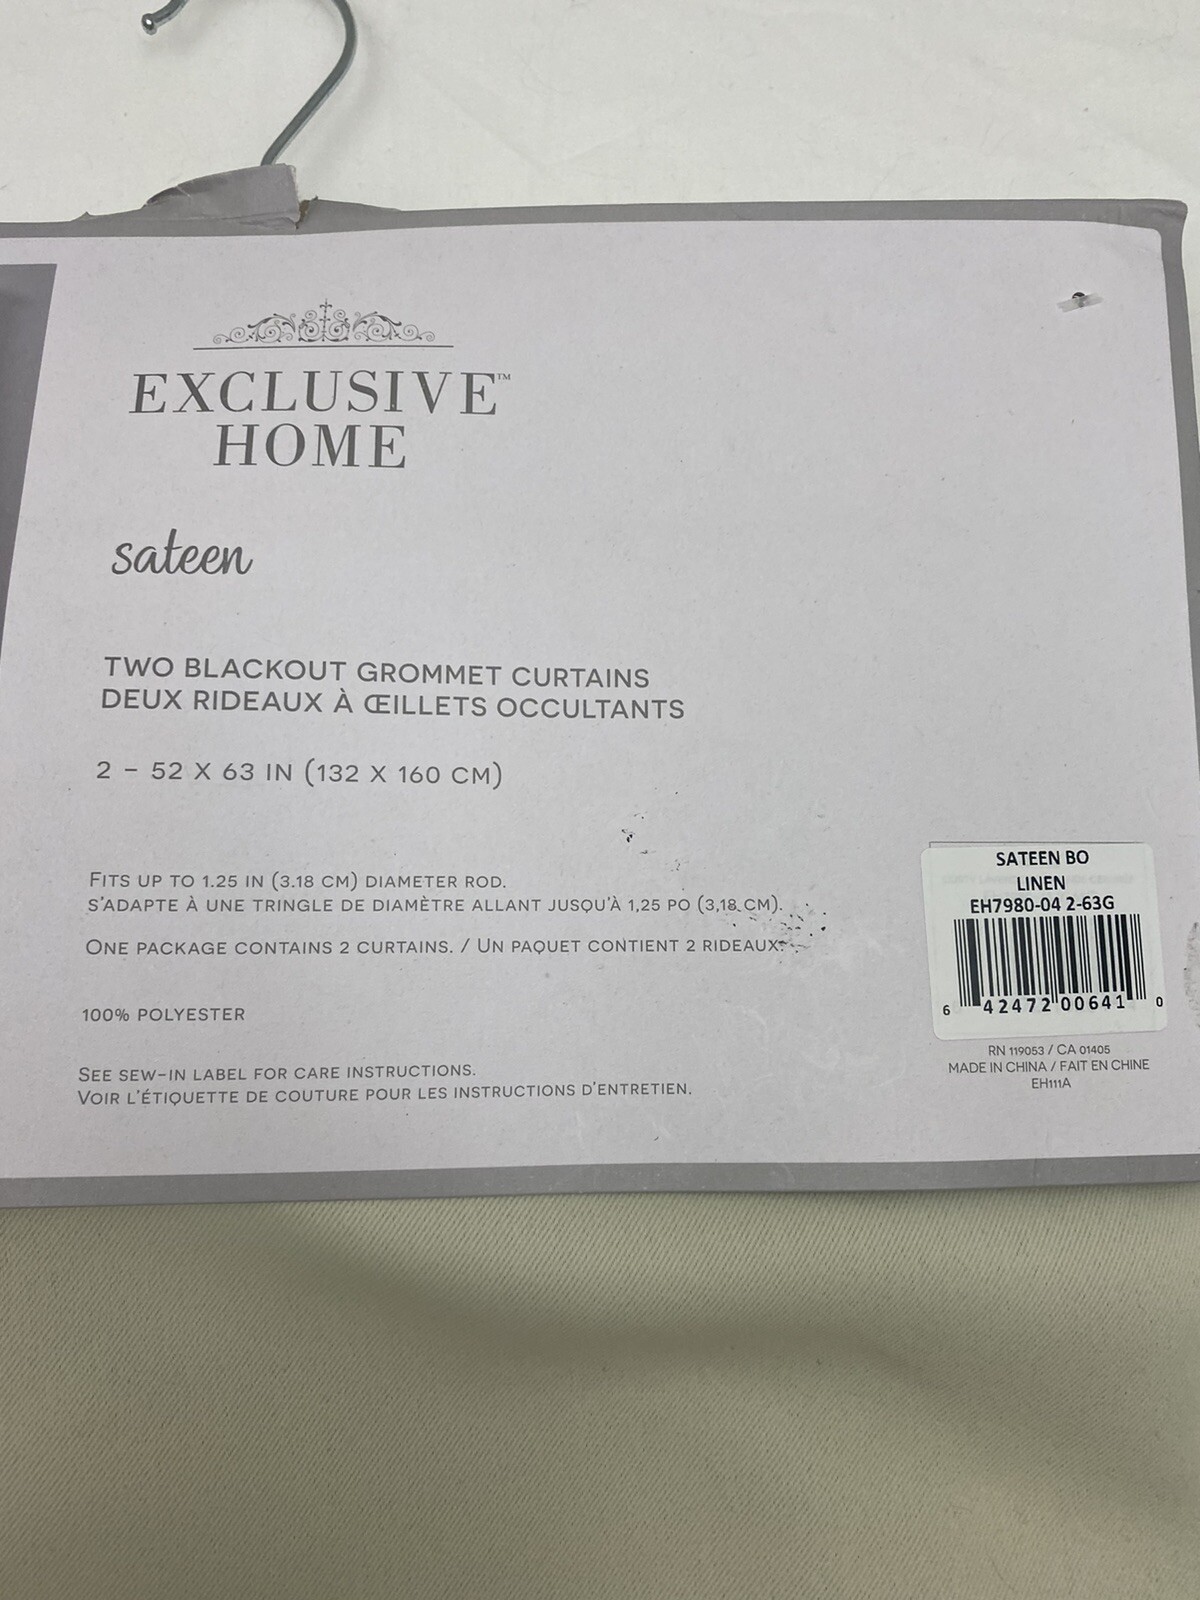 EXCLUSIVE™
HOME
sateen
TWO BLACKOUT GROMMET CURTAINS
DEUX RIDEAUX À ŒILLETS OCCULTANTS
2 – 52 X 63 IN (132 X 160 CM)
FITS UP TO 1.25 IN (3.18 CM) DIAMETER ROD.
S'ADAPTE À UNE TRINGLE DE DIAMÈTRE ALLANT JUSQU'À 1,25 PO (3,18 CM).
ONE PACKAGE CONTAINS 2 CURTAINS. / UN PAQUET CONTIENT 2 RIDEAUX.
100% POLYESTER
SEE SEW-IN LABEL FOR CARE INSTRUCTIONS.
VOIR L'ÉTIQUETTE DE COUTURE POUR LES INSTRUCTIONS D'ENTRETIEN.
SATEEN BO
LINEN
EH7980-04 2-63G
6 42472 00641 0
RN 119053 / CA 01405
MADE IN CHINA / FAIT EN CHINE
EH111A